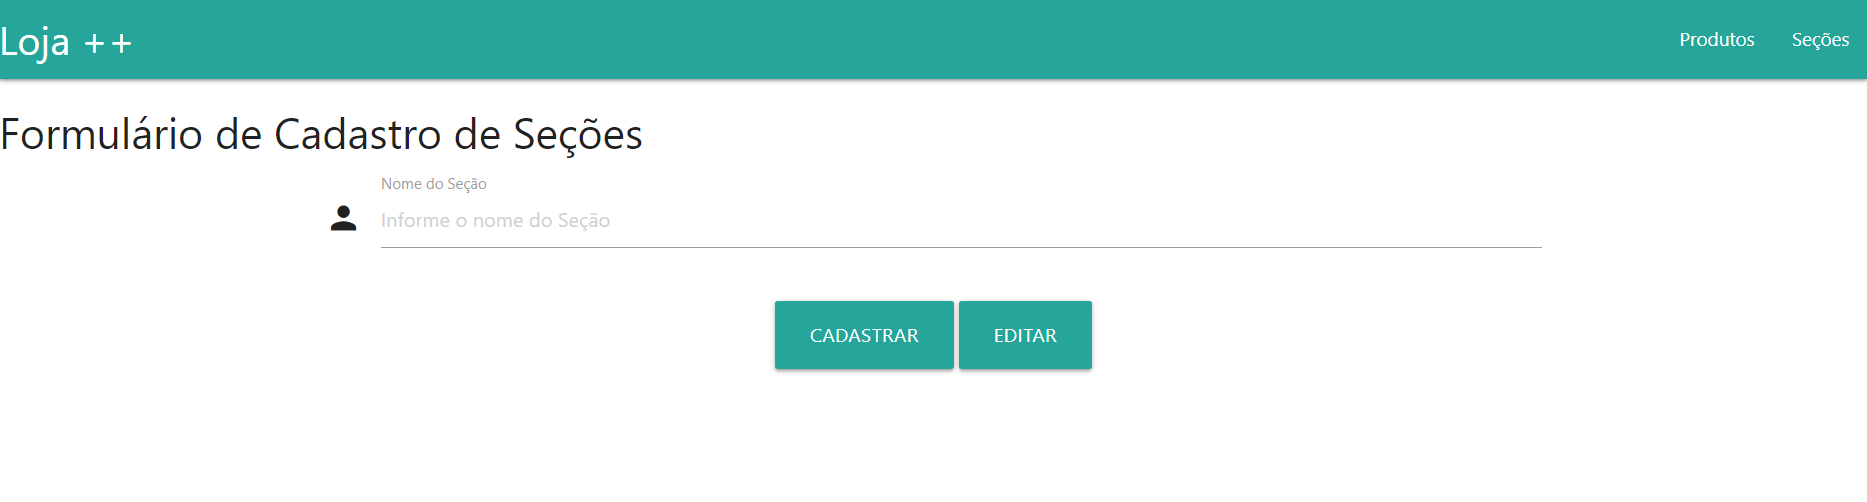 Loja ++
Produtos Seções
Formulário de Cadastro de Seções
Nome do Seção
Informe o nome do Seção
CADASTRAR EDITAR